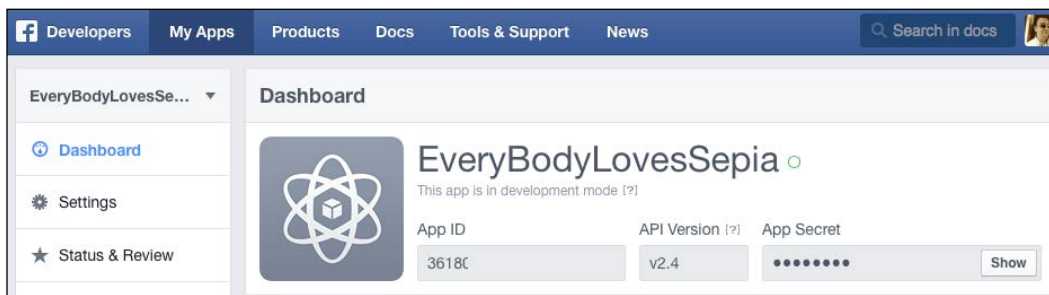 Developers My Apps Products Docs Tools & Support News Search in docs
EveryBodyLovesSe...
Dashboard
Dashboard
Settings
Status & Review
EveryBodyLovesSepia
This app is in development mode [?]
App ID API Version [?] App Secret
v2.4 •••••••• Show